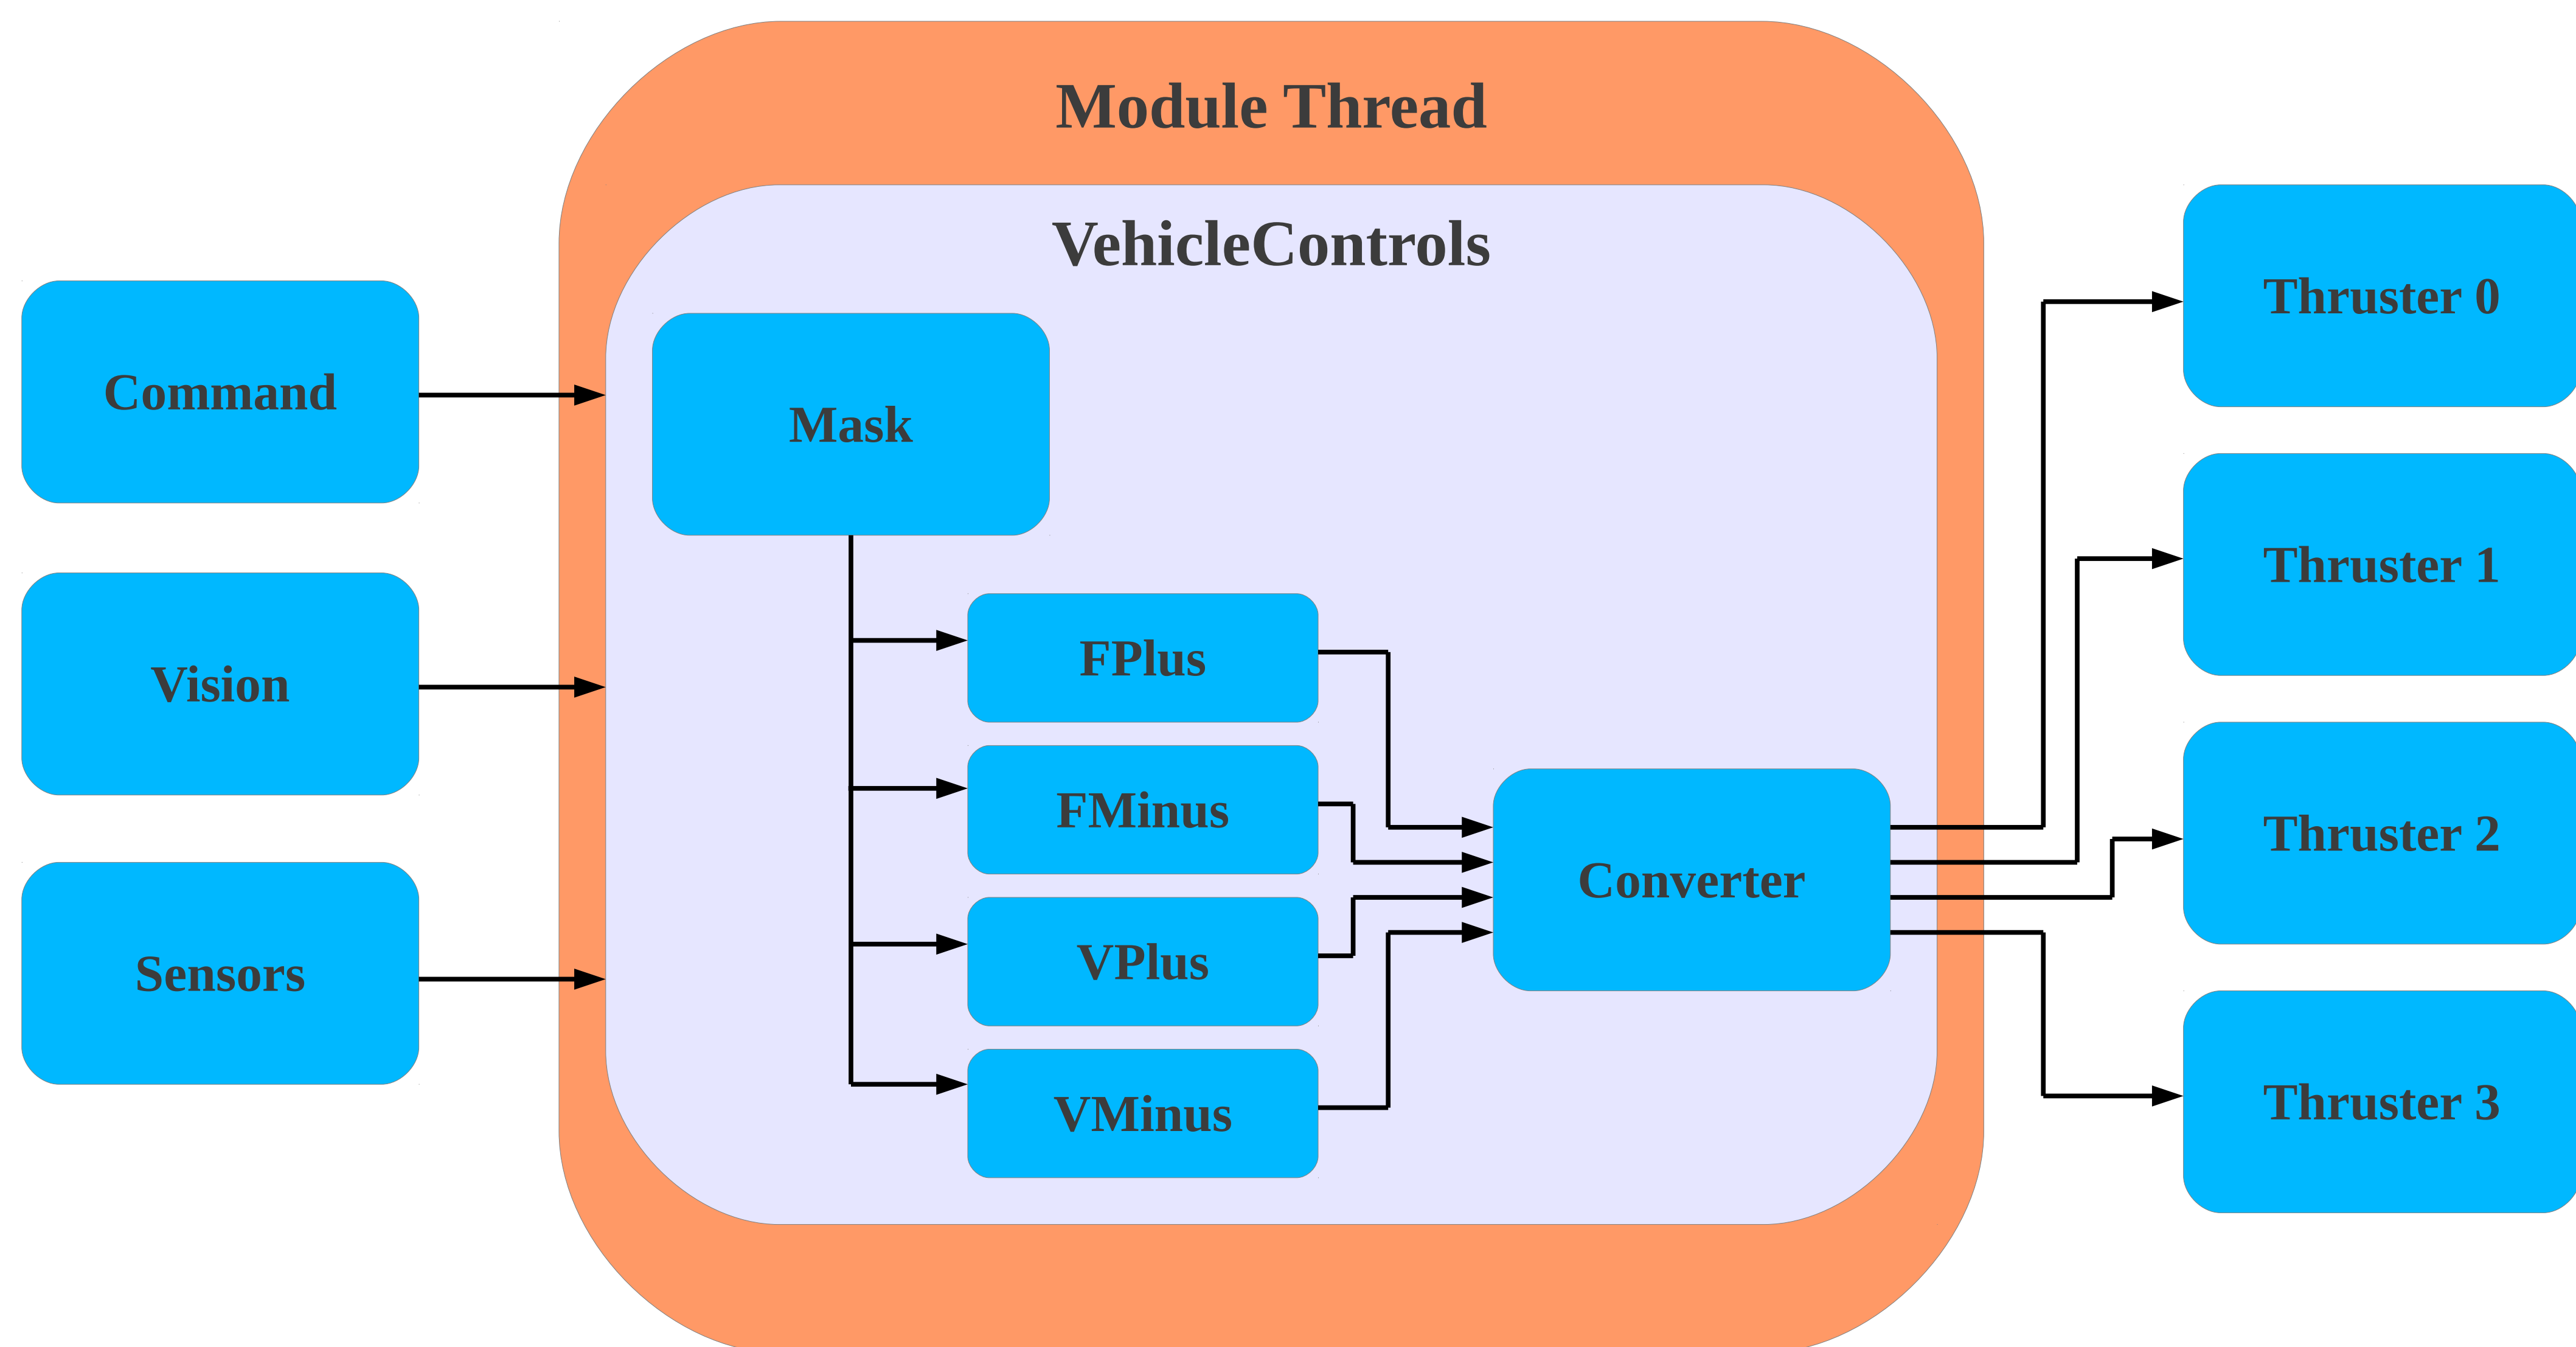 Module Thread
VehicleControls
Command
Vision
Sensors
Mask
FPlus
FMinus
VPlus
VMinus
Converter
Thruster 0
Thruster 1
Thruster 2
Thruster 3